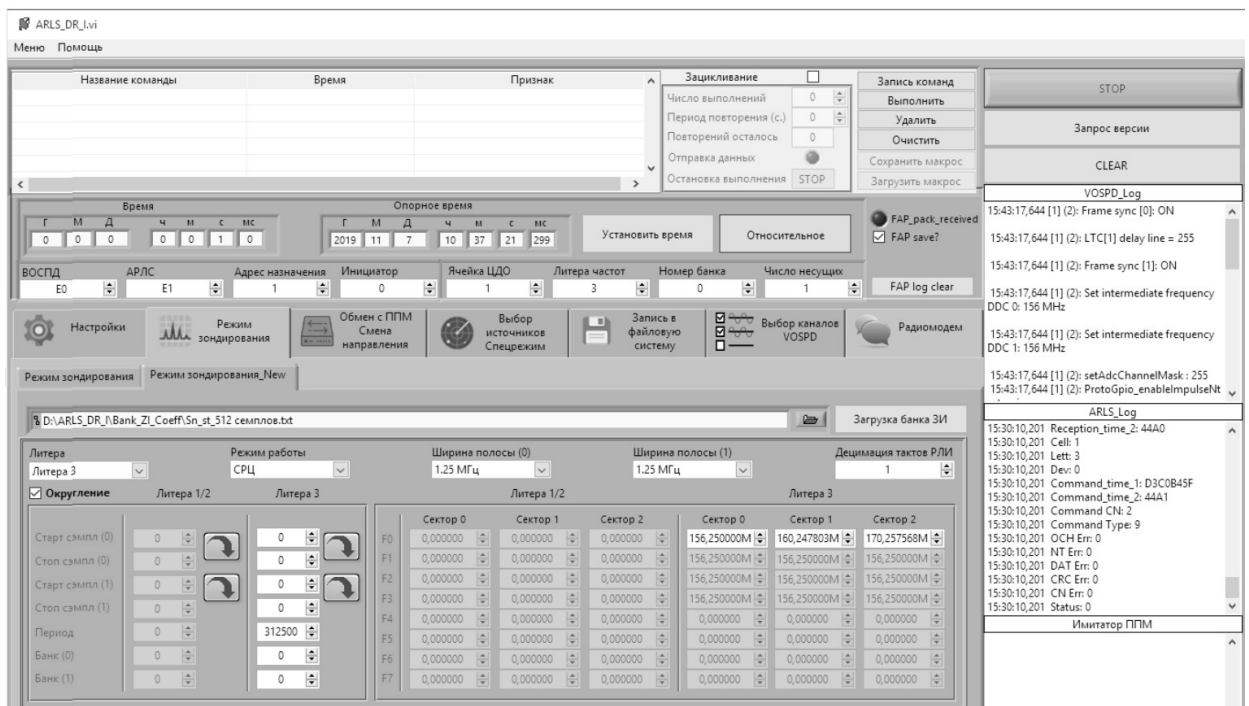 ARLS_DR_I.vi
Меню Помощь
Название команды Время Признак
Зацикливание
Число выполнений 0
Период повторения (с.) 0
Повторений осталось 0
Отправка данных
Остановка выполнения STOP
Запись команд
Выполнить
Удалить
Очистить
Сохранить макрос
Загрузить макрос
STOP
Запрос версии
CLEAR
Время
Г М Д ч м с мс
0 0 0 0 0 1 0
Опорное время
Г М Д ч м с мс
2019 11 7 10 37 21 299
Установить время
Относительное
FAP_pack_received
FAP save?
ВОСПД АРЛС Адрес назначения Инициатор Ячейка ЦДО Литера частот Номер банка Число несущих
E0 E1 1 0 1 3 0 1
FAP log clear
Настройки
Режим
зондирования
Обмен с ППМ
Смена
направления
Выбор
источников
Спецрежим
Запись в
файловую
систему
Выбор каналов
VOSPD
Радиомодем
Режим зондирования Режим зондирования_New
D:\ARLS_DR_I\Bank_ZI_Coeff\Sn_st_512 семплов.txt
Загрузка банка ЗИ
Литера Режим работы Ширина полосы (0) Ширина полосы (1) Децимация тактов РЛИ
Литера 3 СРЦ 1.25 МГц 1.25 МГц 1
Округление Литера 1/2 Литера 3 Литера 1/2 Литера 3
Старт сэмпл (0) 0 0
Стоп сэмпл (0) 0 0
Старт сэмпл (1) 0 0
Стоп сэмпл (1) 0 0
Период 0 312500
Банк (0) 0 0
Банк (1) 0 0
Сектор 0 Сектор 1 Сектор 2 Сектор 0 Сектор 1 Сектор 2
F0 0,000000 0,000000 0,000000 156,250000M 160,247803M 170,257568M
F1 0,000000 0,000000 0,000000 156,250000M 156,250000M 156,250000M
F2 0,000000 0,000000 0,000000 156,250000M 156,250000M 156,250000M
F3 0,000000 0,000000 0,000000 156,250000M 156,250000M 156,250000M
F4 0,000000 0,000000 0,000000 0,000000 0,000000 0,000000
F5 0,000000 0,000000 0,000000 0,000000 0,000000 0,000000
F6 0,000000 0,000000 0,000000 0,000000 0,000000 0,000000
F7 0,000000 0,000000 0,000000 0,000000 0,000000 0,000000
VOSPD_Log
15:43:17,644 [1] (2): Frame sync [0]: ON
15:43:17,644 [1] (2): LTC[1] delay line = 255
15:43:17,644 [1] (2): Frame sync [1]: ON
15:43:17,644 [1] (2): Set intermediate frequency
DDC 0: 156 MHz
15:43:17,644 [1] (2): Set intermediate frequency
DDC 1: 156 MHz
15:43:17,644 [1] (2): setAdcChannelMask : 255
15:43:17,644 [1] (2): ProtoGpio_enableImpulseNt
ARLS_Log
15:30:10,201 Reception_time_2: 44A0
15:30:10,201 Cell: 1
15:30:10,201 Lett: 3
15:30:10,201 Dev: 0
15:30:10,201 Command_time_1: D3C0B45F
15:30:10,201 Command_time_2: 44A1
15:30:10,201 Command CN: 2
15:30:10,201 Command Type: 9
15:30:10,201 OCH Err: 0
15:30:10,201 NT Err: 0
15:30:10,201 DAT Err: 0
15:30:10,201 CRC Err: 0
15:30:10,201 CN Err: 0
15:30:10,201 Status: 0
Имитатор ППМ